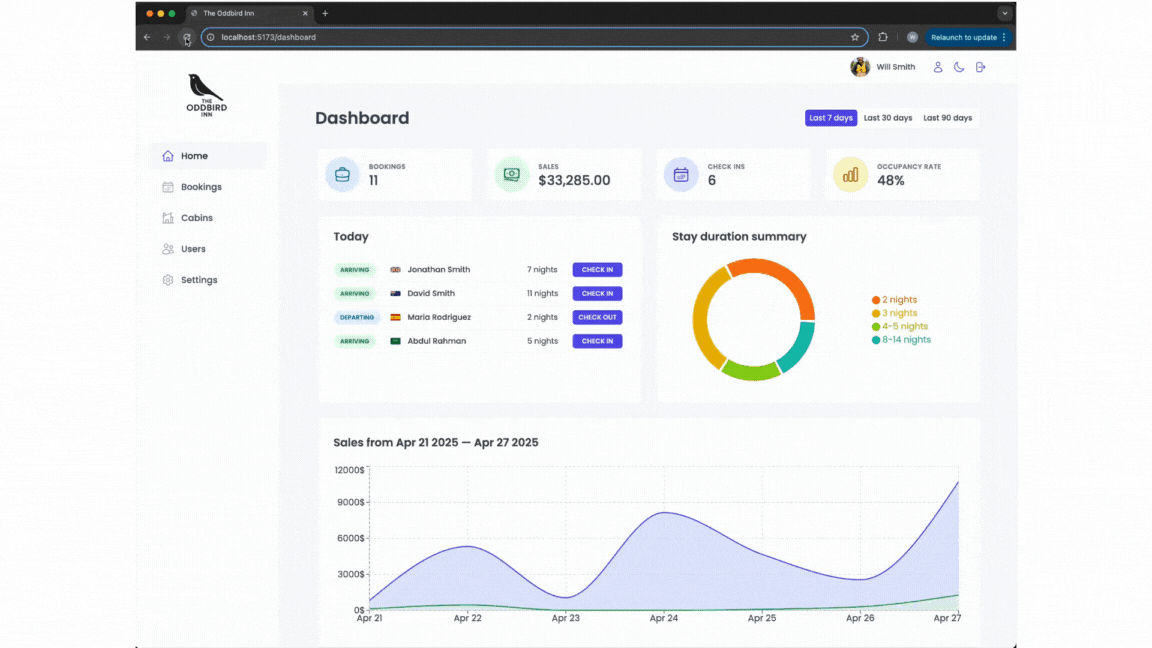 The Oddbird Inn
localhost:5173/dashboard
Relaunch to update
W
Will Smith
THE
ODDBIRD
INN
Home
Bookings
Cabins
Users
Settings
Dashboard
Last 7 days Last 30 days Last 90 days
BOOKINGS
11
SALES
$33,285.00
CHECK INS
6
OCCUPANCY RATE
48%
Today
ARRIVING Jonathan Smith 7 nights CHECK IN
ARRIVING David Smith 11 nights CHECK IN
DEPARTING Maria Rodriguez 2 nights CHECK OUT
ARRIVING Abdul Rahman 5 nights CHECK IN
Stay duration summary
2 nights
3 nights
4-5 nights
8-14 nights
Sales from Apr 21 2025 — Apr 27 2025
12000$
9000$
6000$
3000$
0$
Apr 21 Apr 22 Apr 23 Apr 24 Apr 25 Apr 26 Apr 27